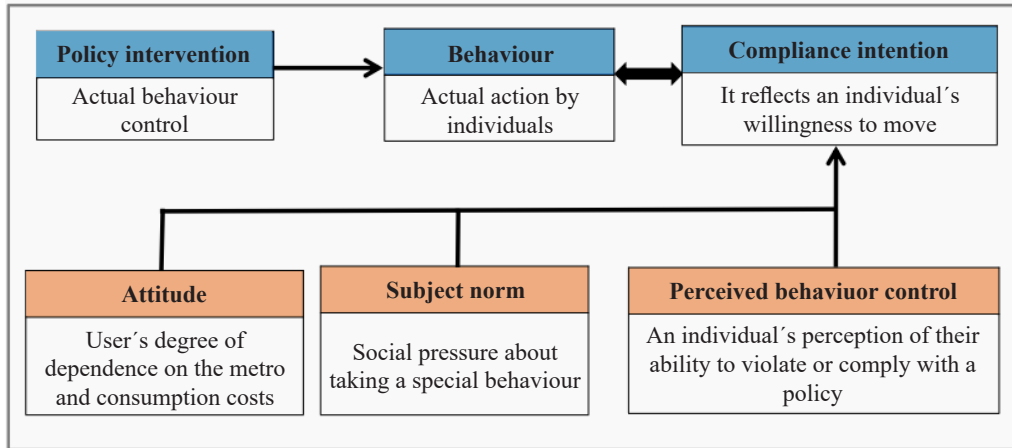 Policy intervention
Actual behaviour
control
Behaviour
Actual action by
individuals
Compliance intention
It reflects an individual´s
willingness to move
Attitude
User´s degree of
dependence on the metro
and consumption costs
Subject norm
Social pressure about
taking a special behaviour
Perceived behaviuor control
An individual´s perception of their
ability to violate or comply with a
policy